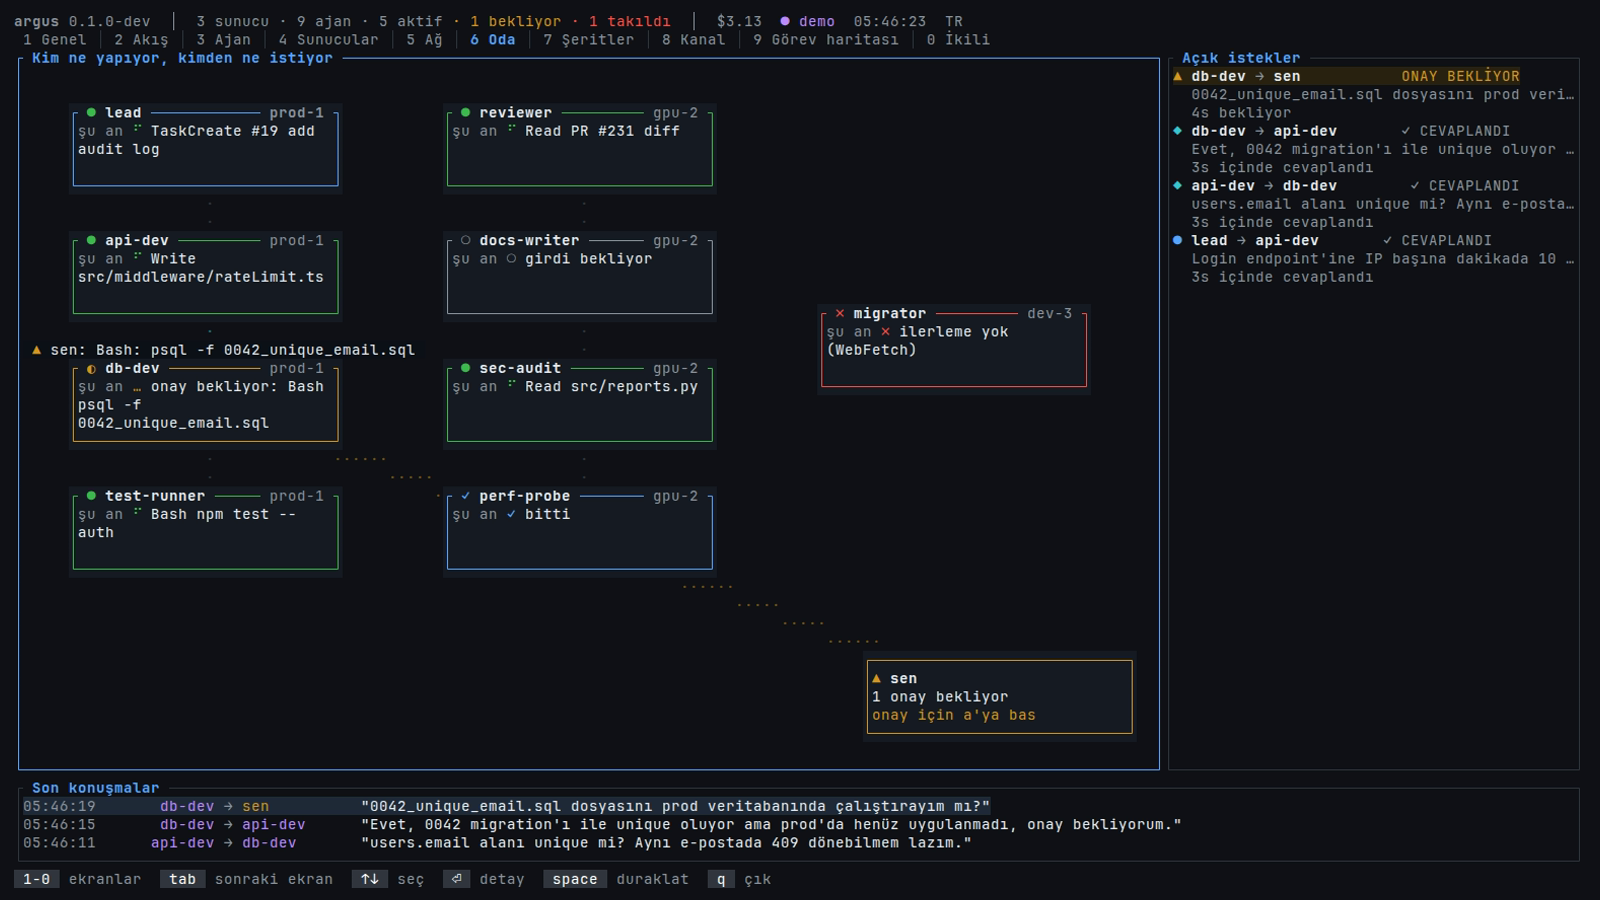 argus 0.1.0-dev │ 3 sunucu · 9 ajan · 5 aktif · 1 bekliyor · 1 takıldı │ $3.13 ● demo 05:46:23 TR
1 Genel │ 2 Akış │ 3 Ajan │ 4 Sunucular │ 5 Ağ │ 6 Oda │ 7 Şeritler │ 8 Kanal │ 9 Görev haritası │ 0 İkili
Kim ne yapıyor, kimden ne istiyor
● lead prod-1
şu an ⠋ TaskCreate #19 add
audit log
● reviewer gpu-2
şu an ⠋ Read PR #231 diff
● api-dev prod-1
şu an ⠋ Write
src/middleware/rateLimit.ts
○ docs-writer gpu-2
şu an ○ girdi bekliyor
✕ migrator dev-3
şu an ✕ ilerleme yok
(WebFetch)
▲ sen: Bash: psql -f 0042_unique_email.sql
◐ db-dev prod-1
şu an … onay bekliyor: Bash
psql -f
0042_unique_email.sql
● sec-audit gpu-2
şu an ⠋ Read src/reports.py
● test-runner prod-1
şu an ⠋ Bash npm test --
auth
✓ perf-probe gpu-2
şu an ✓ bitti
▲ sen
1 onay bekliyor
onay için a'ya bas
Açık istekler
▲ db-dev → sen ONAY BEKLİYOR
0042_unique_email.sql dosyasını prod veri…
4s bekliyor
◆ db-dev → api-dev ✓ CEVAPLANDI
Evet, 0042 migration'ı ile unique oluyor …
3s içinde cevaplandı
◆ api-dev → db-dev ✓ CEVAPLANDI
users.email alanı unique mi? Aynı e-posta…
3s içinde cevaplandı
● lead → api-dev ✓ CEVAPLANDI
Login endpoint'ine IP başına dakikada 10 …
3s içinde cevaplandı
Son konuşmalar
05:46:19 db-dev → sen "0042_unique_email.sql dosyasını prod veritabanında çalıştırayım mı?"
05:46:15 db-dev → api-dev "Evet, 0042 migration'ı ile unique oluyor ama prod'da henüz uygulanmadı, onay bekliyorum."
05:46:11 api-dev → db-dev "users.email alanı unique mi? Aynı e-postada 409 dönebilmem lazım."
1-0 ekranlar tab sonraki ekran ↑↓ seç ⏎ detay space duraklat q çık